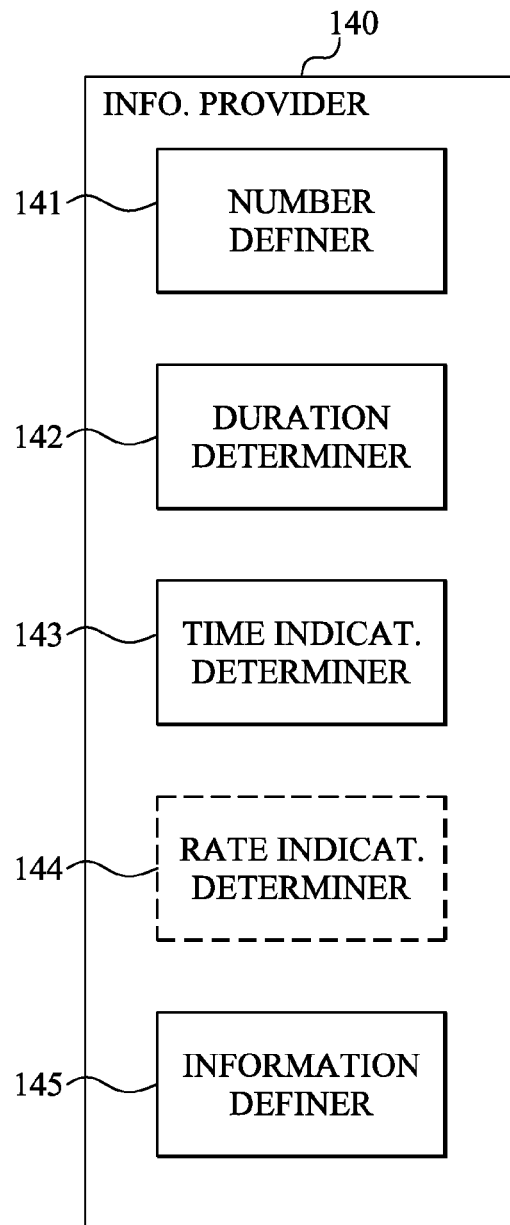 140
INFO. PROVIDER
141
NUMBER
DEFINER
142
DURATION
DETERMINER
143
TIME INDICAT.
DETERMINER
144
RATE INDICAT.
DETERMINER
145
INFORMATION
DEFINER